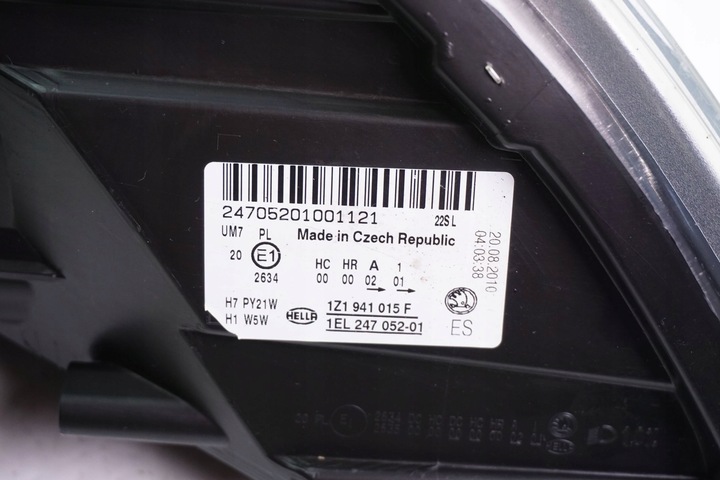 24705201001121 22S L
UM7 PL Made in Czech Republic
20 E1 HC HR A 1
2634 00 00 02 01
H7 PY21W HELLA 1Z1 941 015 F
H1 W5W 1EL 247 052-01 ES
20.08.2010
04:03:38